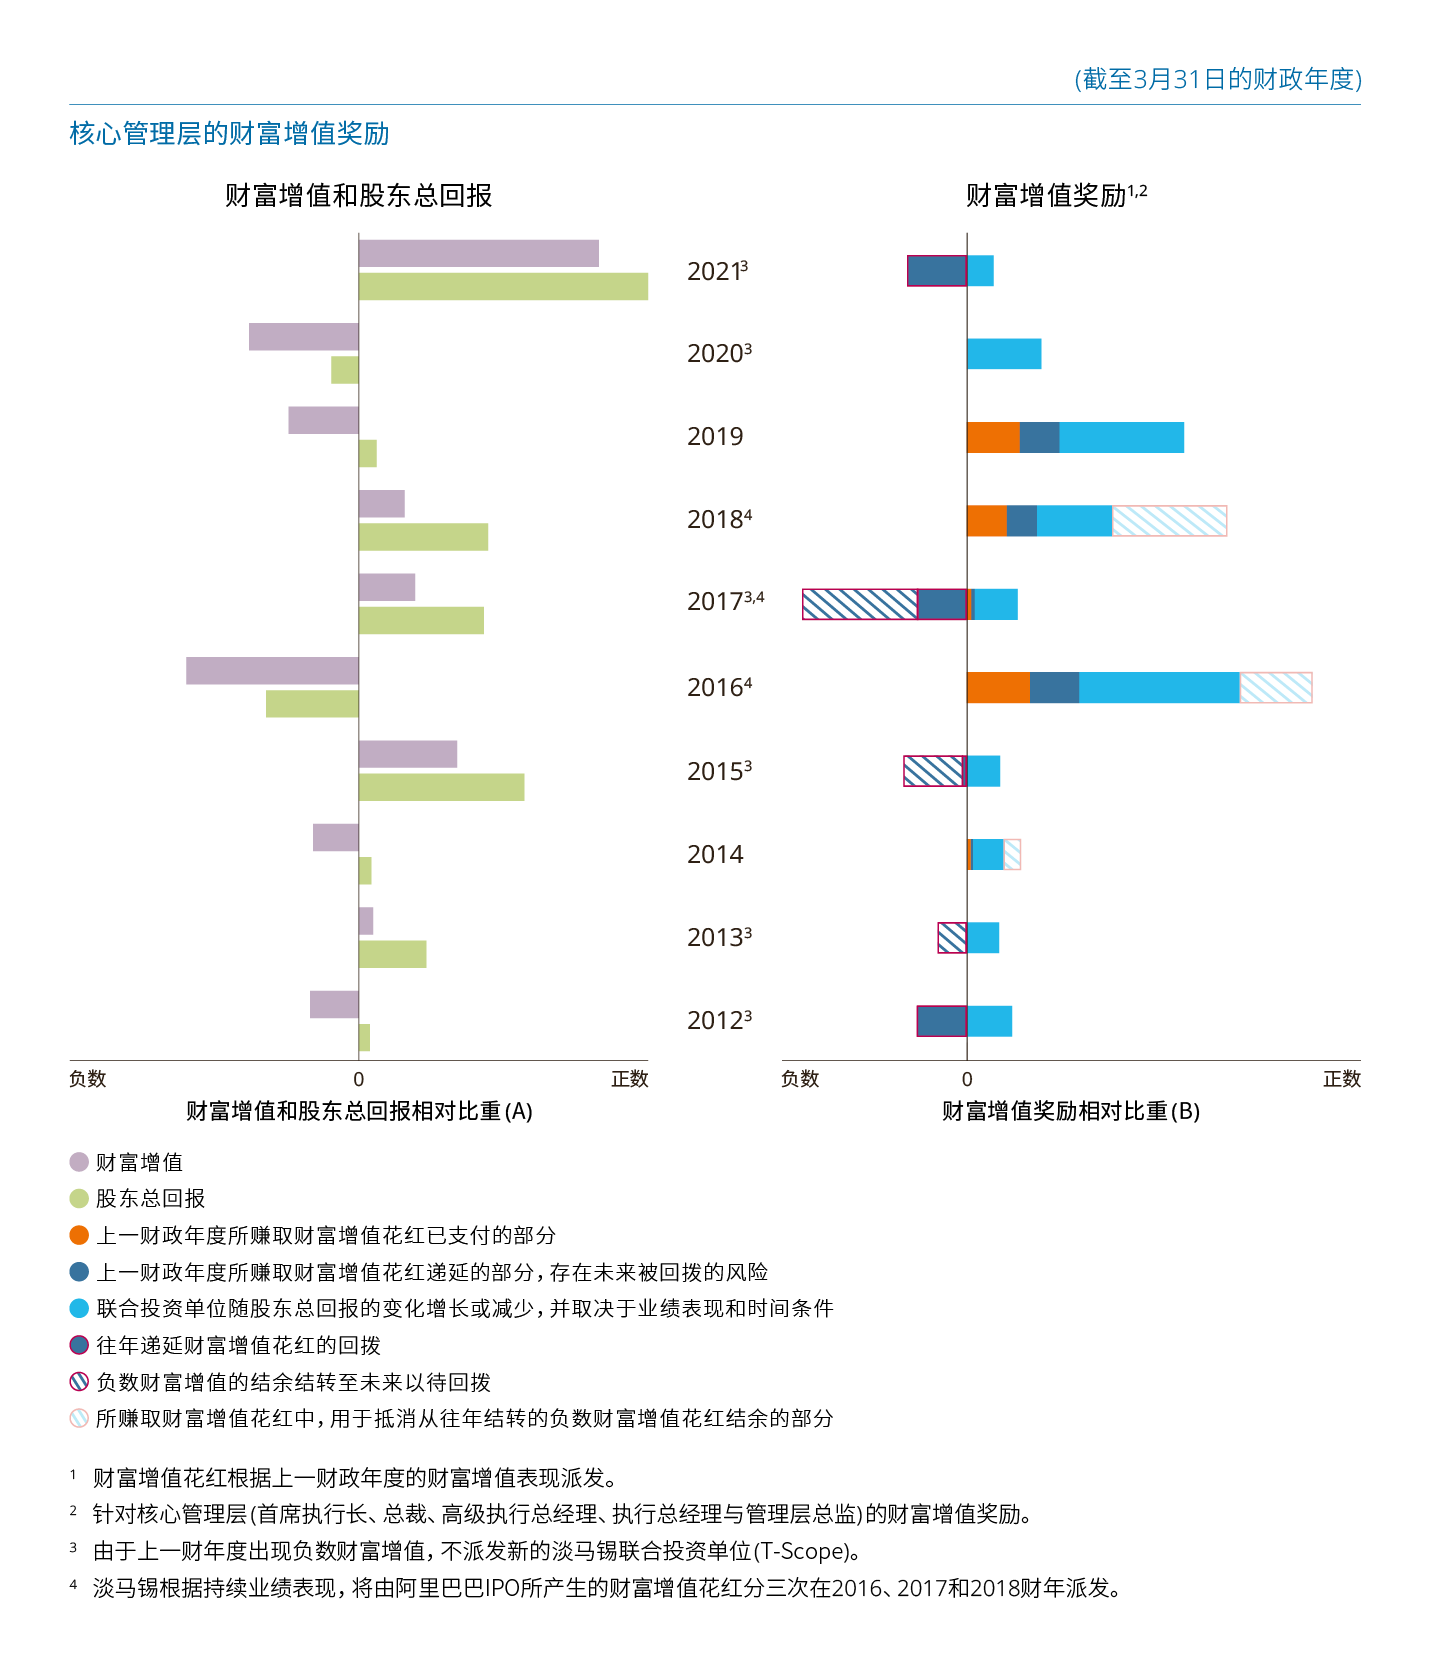 (截至3月31日的财政年度)
核心管理层的财富增值奖励
财富增值和股东总回报
财富增值奖励1,2
2021³
2020³
2019
2018⁴
2017³,⁴
2016⁴
2015³
2014
2013³
2012³
负数 0 正数
负数 0 正数
财富增值和股东总回报相对比重(A)
财富增值奖励相对比重(B)
财富增值
股东总回报
上一财政年度所赚取财富增值花红已支付的部分
上一财政年度所赚取财富增值花红递延的部分，存在未来被回拨的风险
联合投资单位随股东总回报的变化增长或减少，并取决于业绩表现和时间条件
往年递延财富增值花红的回拨
负数财富增值的结余结转至未来以待回拨
所赚取财富增值花红中，用于抵消从往年结转的负数财富增值花红结余的部分
1 财富增值花红根据上一财政年度的财富增值表现派发。
2 针对核心管理层(首席执行长、总裁、高级执行总经理、执行总经理与管理层总监)的财富增值奖励。
3 由于上一财年度出现负数财富增值，不派发新的淡马锡联合投资单位(T-Scope)。
4 淡马锡根据持续业绩表现，将由阿里巴巴IPO所产生的财富增值花红分三次在2016、2017和2018财年派发。